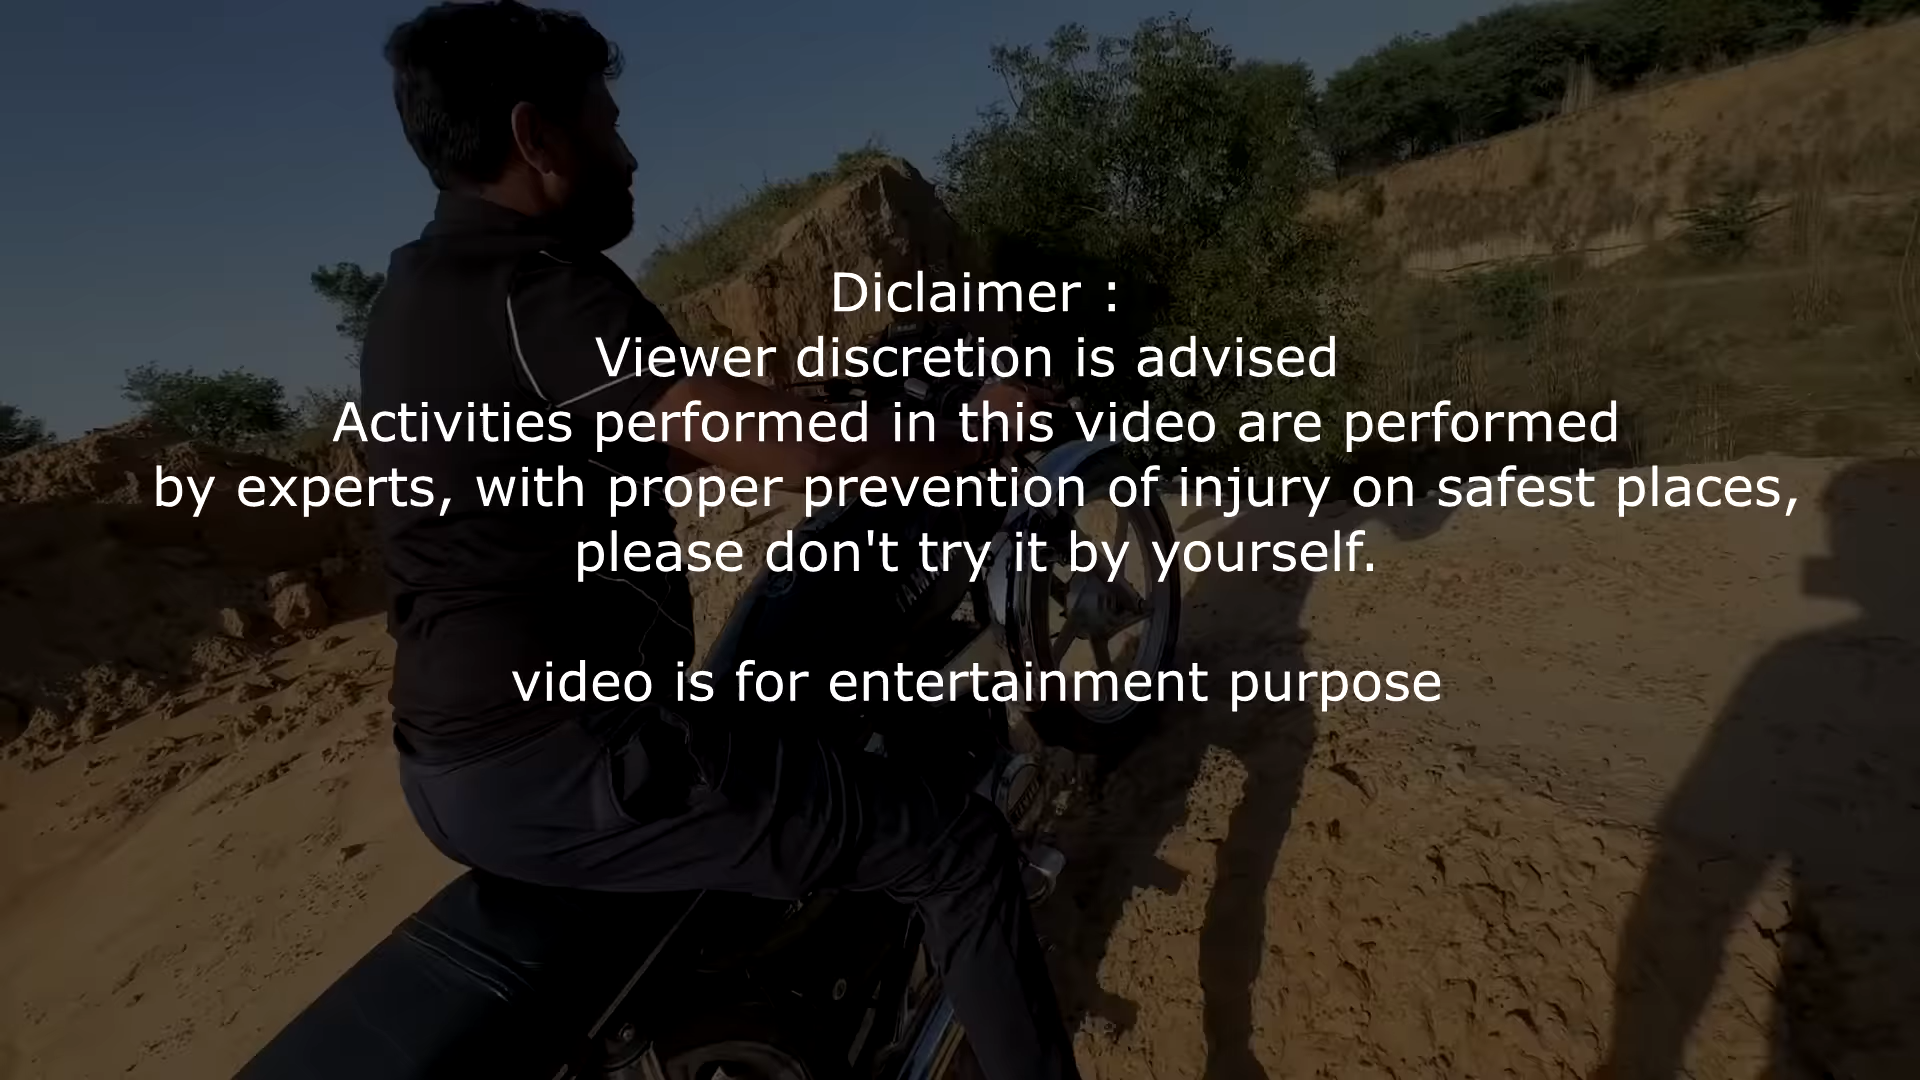 Diclaimer :
Viewer discretion is advised
Activities performed in this video are performed
by experts, with proper prevention of injury on safest places,
please don't try it by yourself.
video is for entertainment purpose